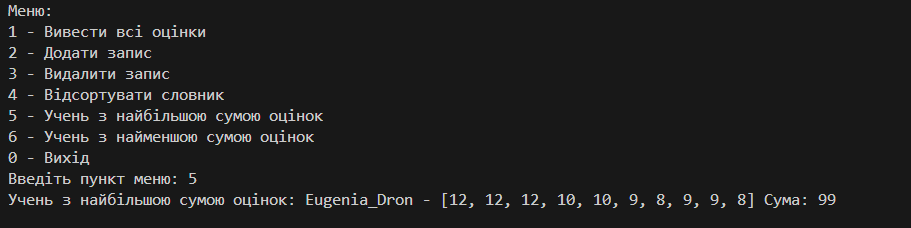 Меню:
1 - Вивести всі оцінки
2 - Додати запис
3 - Видалити запис
4 - Відсортувати словник
5 - Учень з найбільшою сумою оцінок
6 - Учень з найменшою сумою оцінок
0 - Вихід
Введіть пункт меню: 5
Учень з найбільшою сумою оцінок: Eugenia_Dron - [12, 12, 12, 10, 10, 9, 8, 9, 9, 8] Сума: 99